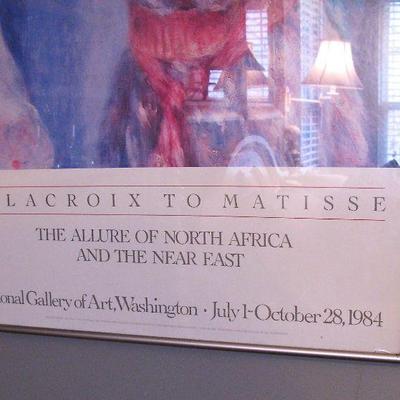 LACROIX TO MATISSE
THE ALLURE OF NORTH AFRICA
AND THE NEAR EAST
onal Gallery of Art, Washington · July 1-October 28, 1984